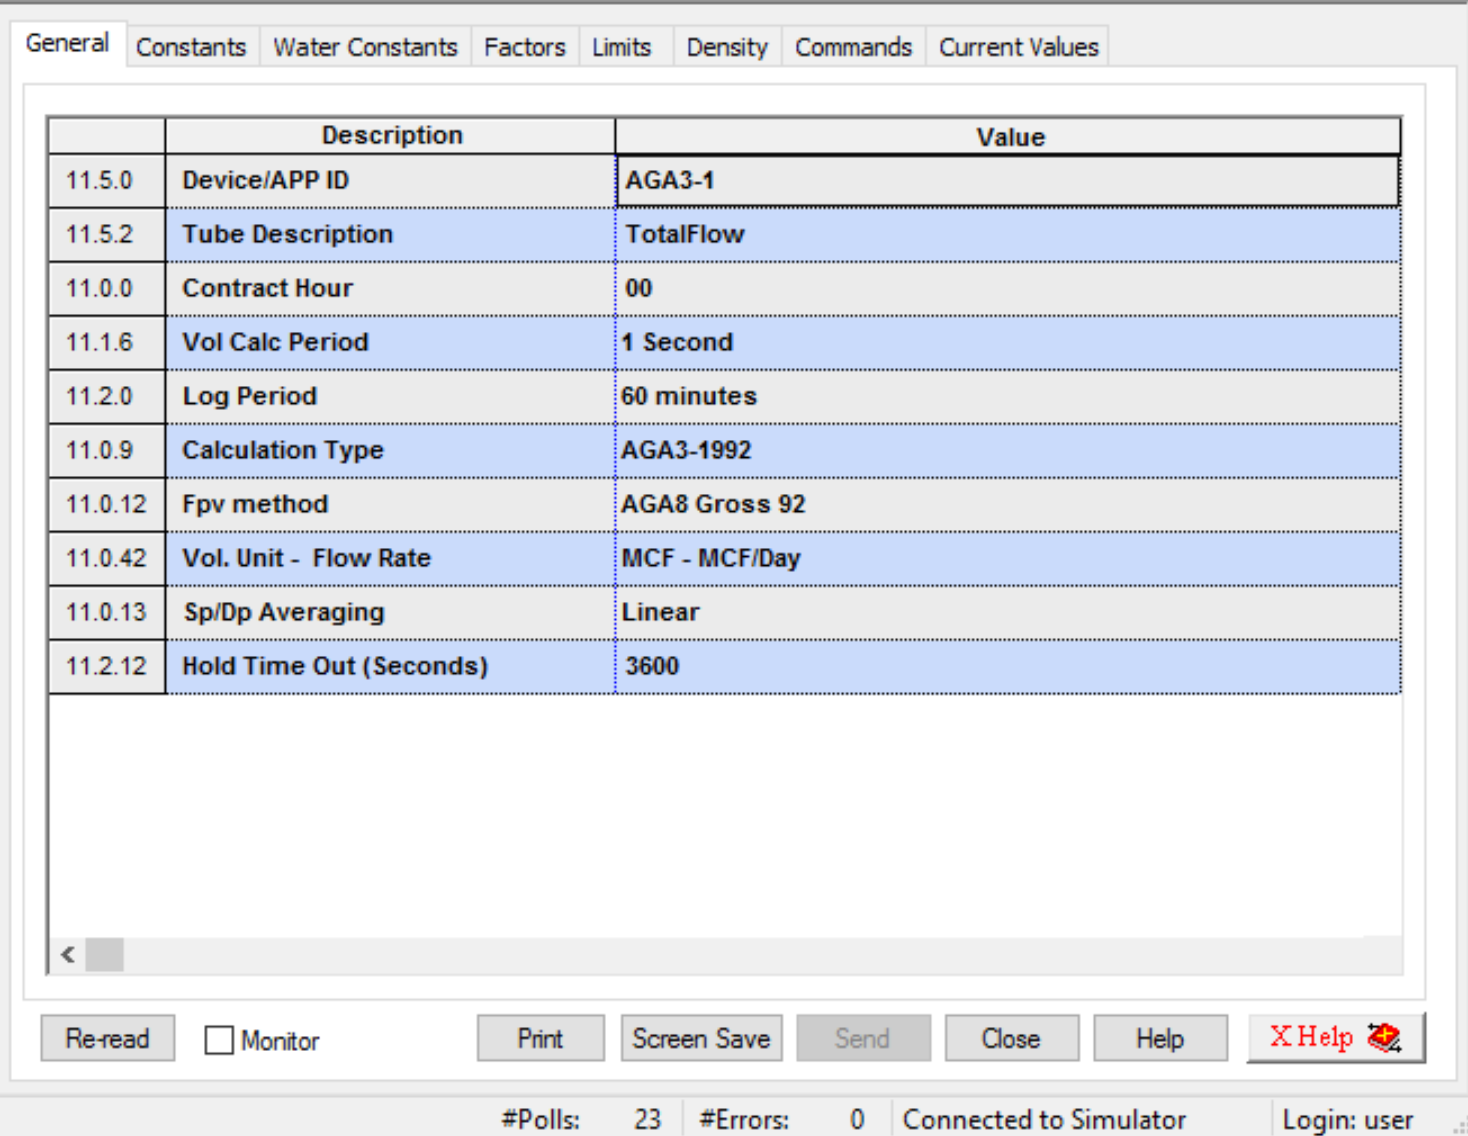 General Constants Water Constants Factors Limits Density Commands Current Values
Description Value
11.5.0 Device/APP ID AGA3-1
11.5.2 Tube Description TotalFlow
11.0.0 Contract Hour 00
11.1.6 Vol Calc Period 1 Second
11.2.0 Log Period 60 minutes
11.0.9 Calculation Type AGA3-1992
11.0.12 Fpv method AGA8 Gross 92
11.0.42 Vol. Unit - Flow Rate MCF - MCF/Day
11.0.13 Sp/Dp Averaging Linear
11.2.12 Hold Time Out (Seconds) 3600
Re-read Monitor Print Screen Save Send Close Help X Help
#Polls: 23 #Errors: 0 Connected to Simulator Login: user